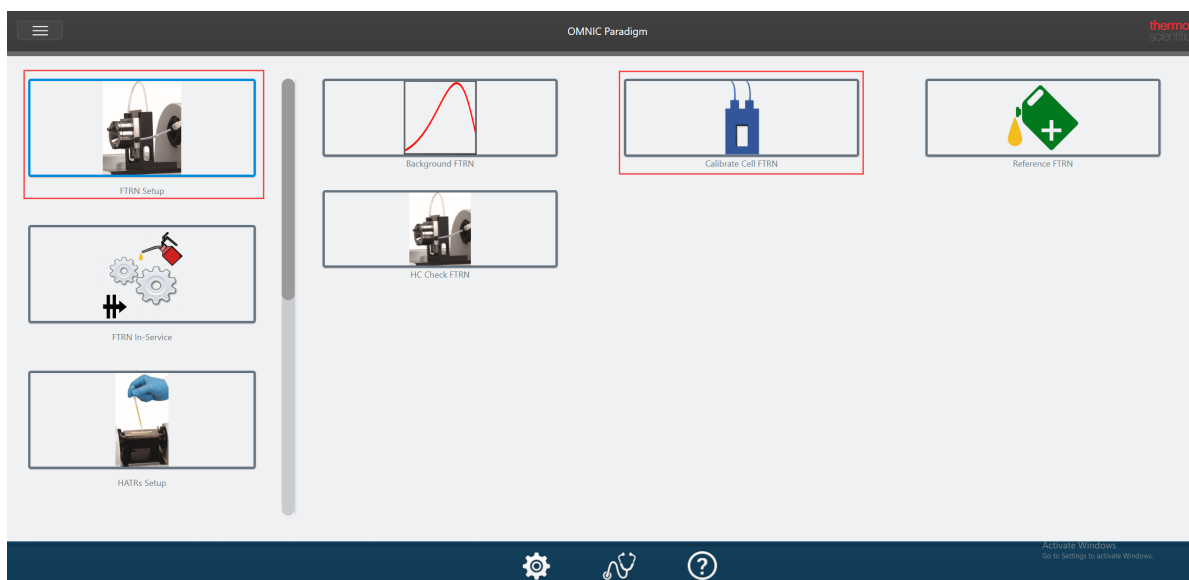 OMNIC Paradigm
thermo
scientific
FTRN Setup
Background FTRN
Calibrate Cell FTRN
Reference FTRN
HC Check FTRN
FTRN In-Service
HATRs Setup
Activate Windows
Go to Settings to activate Windows.